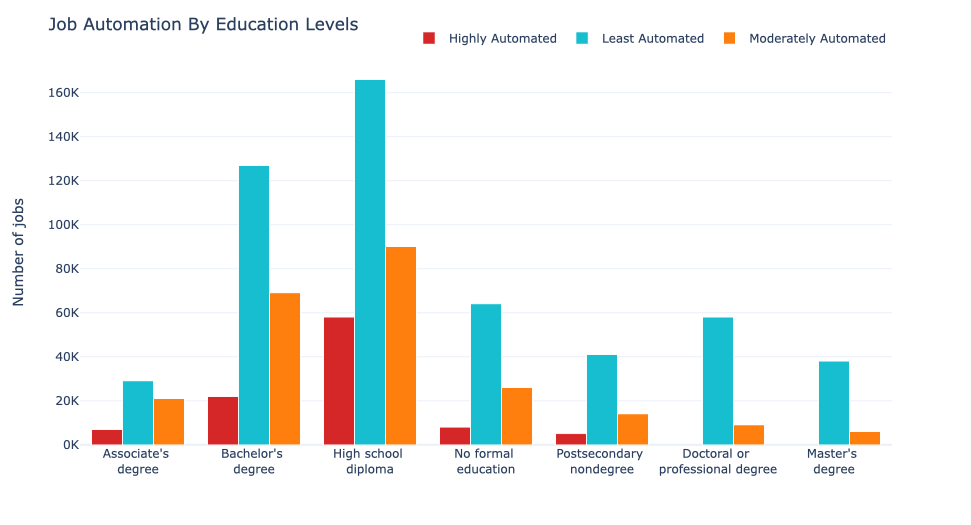 Job Automation By Education Levels
Highly Automated
Least Automated
Moderately Automated
Number of jobs
160K
140K
120K
100K
80K
60K
40K
20K
0K
Associate's
degree
Bachelor's
degree
High school
diploma
No formal
education
Postsecondary
nondegree
Doctoral or
professional degree
Master's
degree